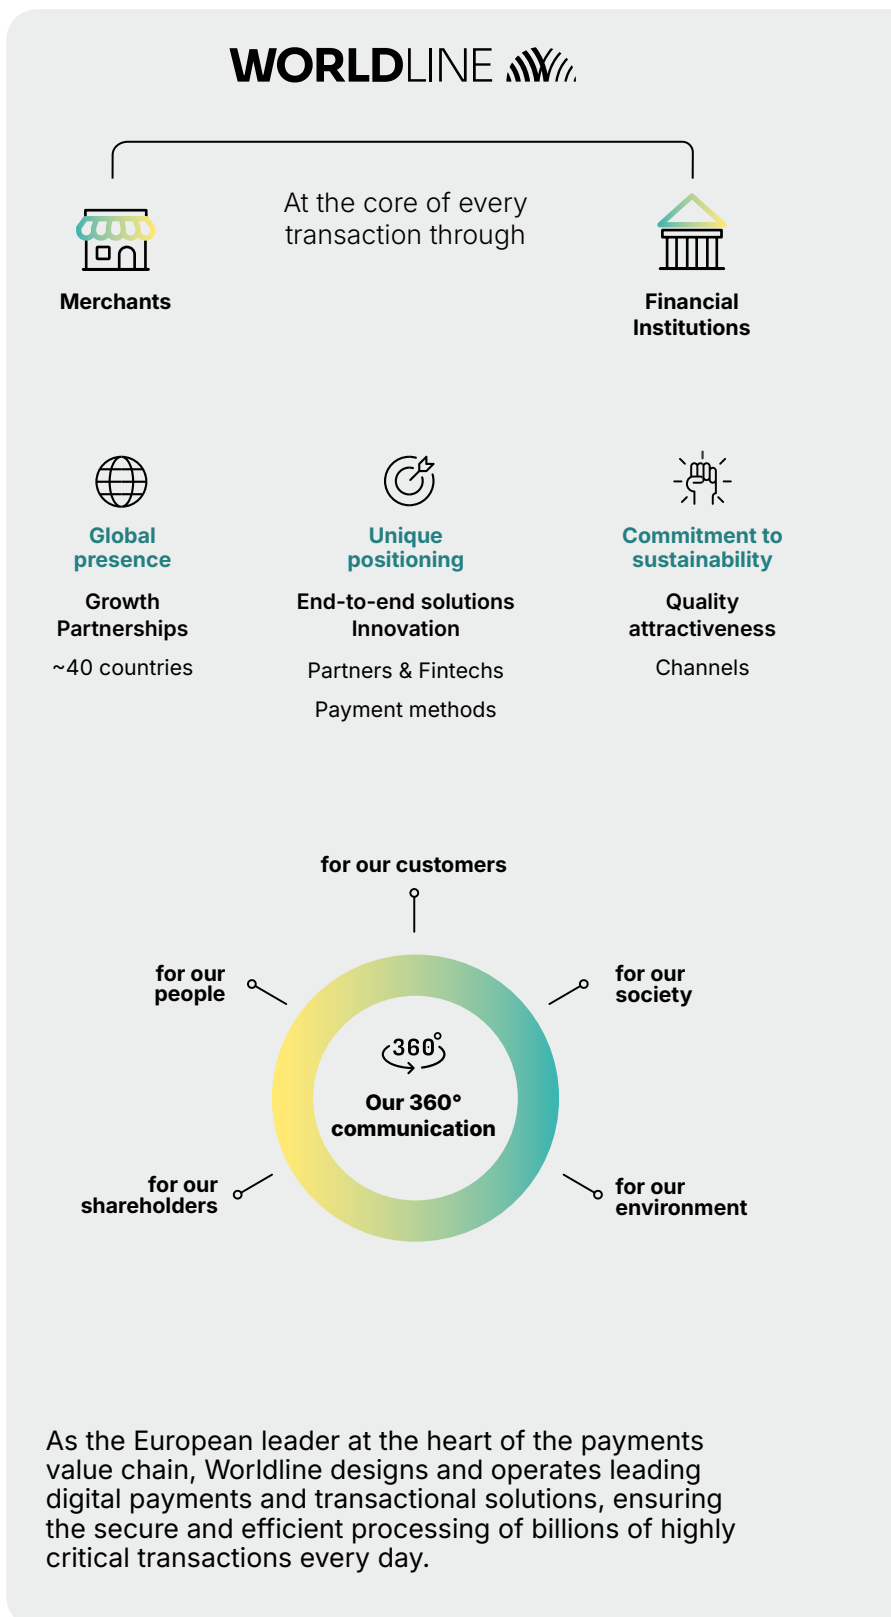 WORLDLINE
At the core of every
transaction through
Merchants
Financial
Institutions
Global
presence
Growth
Partnerships
~40 countries
Unique
positioning
End-to-end solutions
Innovation
Partners & Fintechs
Payment methods
Commitment to
sustainability
Quality
attractiveness
Channels
for our customers
for our
people
for our
society
360°
Our 360°
communication
for our
shareholders
for our
environment
As the European leader at the heart of the payments
value chain, Worldline designs and operates leading
digital payments and transactional solutions, ensuring
the secure and efficient processing of billions of highly
critical transactions every day.